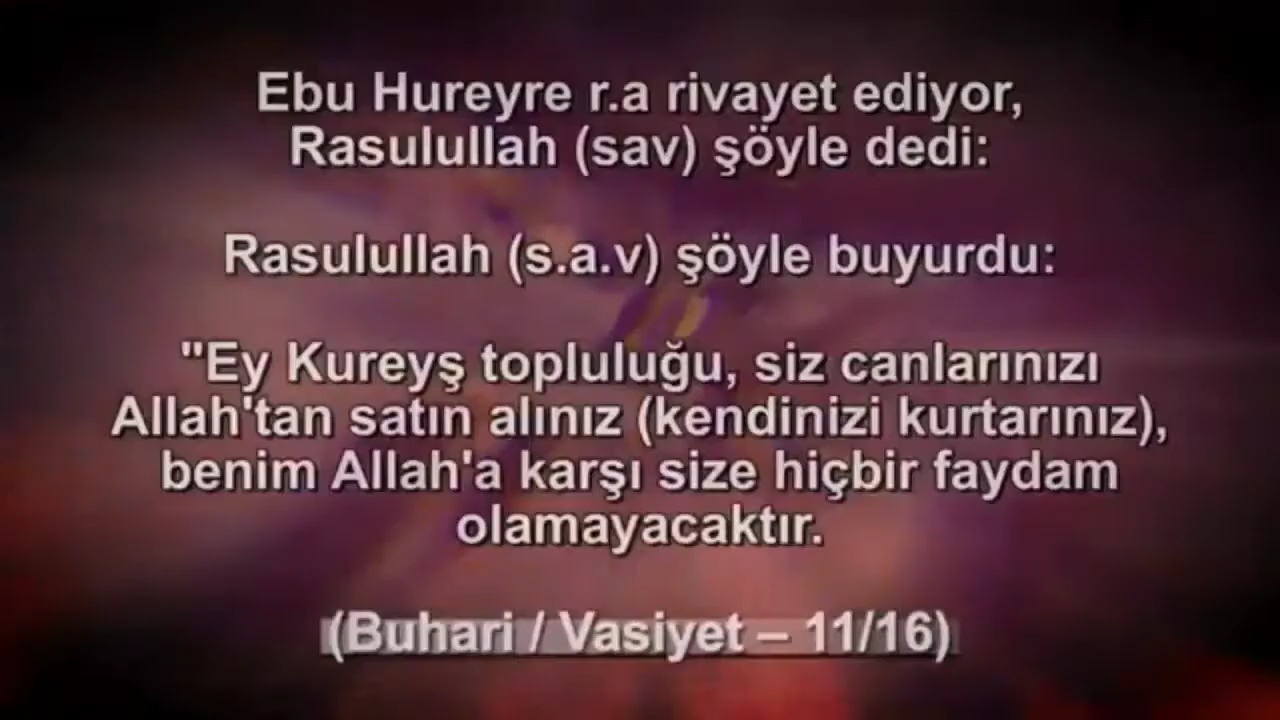 Ebu Hureyre r.a rivayet ediyor,
Rasulullah (sav) şöyle dedi:
Rasulullah (s.a.v) şöyle buyurdu:
"Ey Kureyş topluluğu, siz canlarınızı
Allah'tan satın alınız (kendinizi kurtarınız),
benim Allah'a karşı size hiçbir faydam
olamayacaktır.
(Buhari / Vasiyet – 11/16)